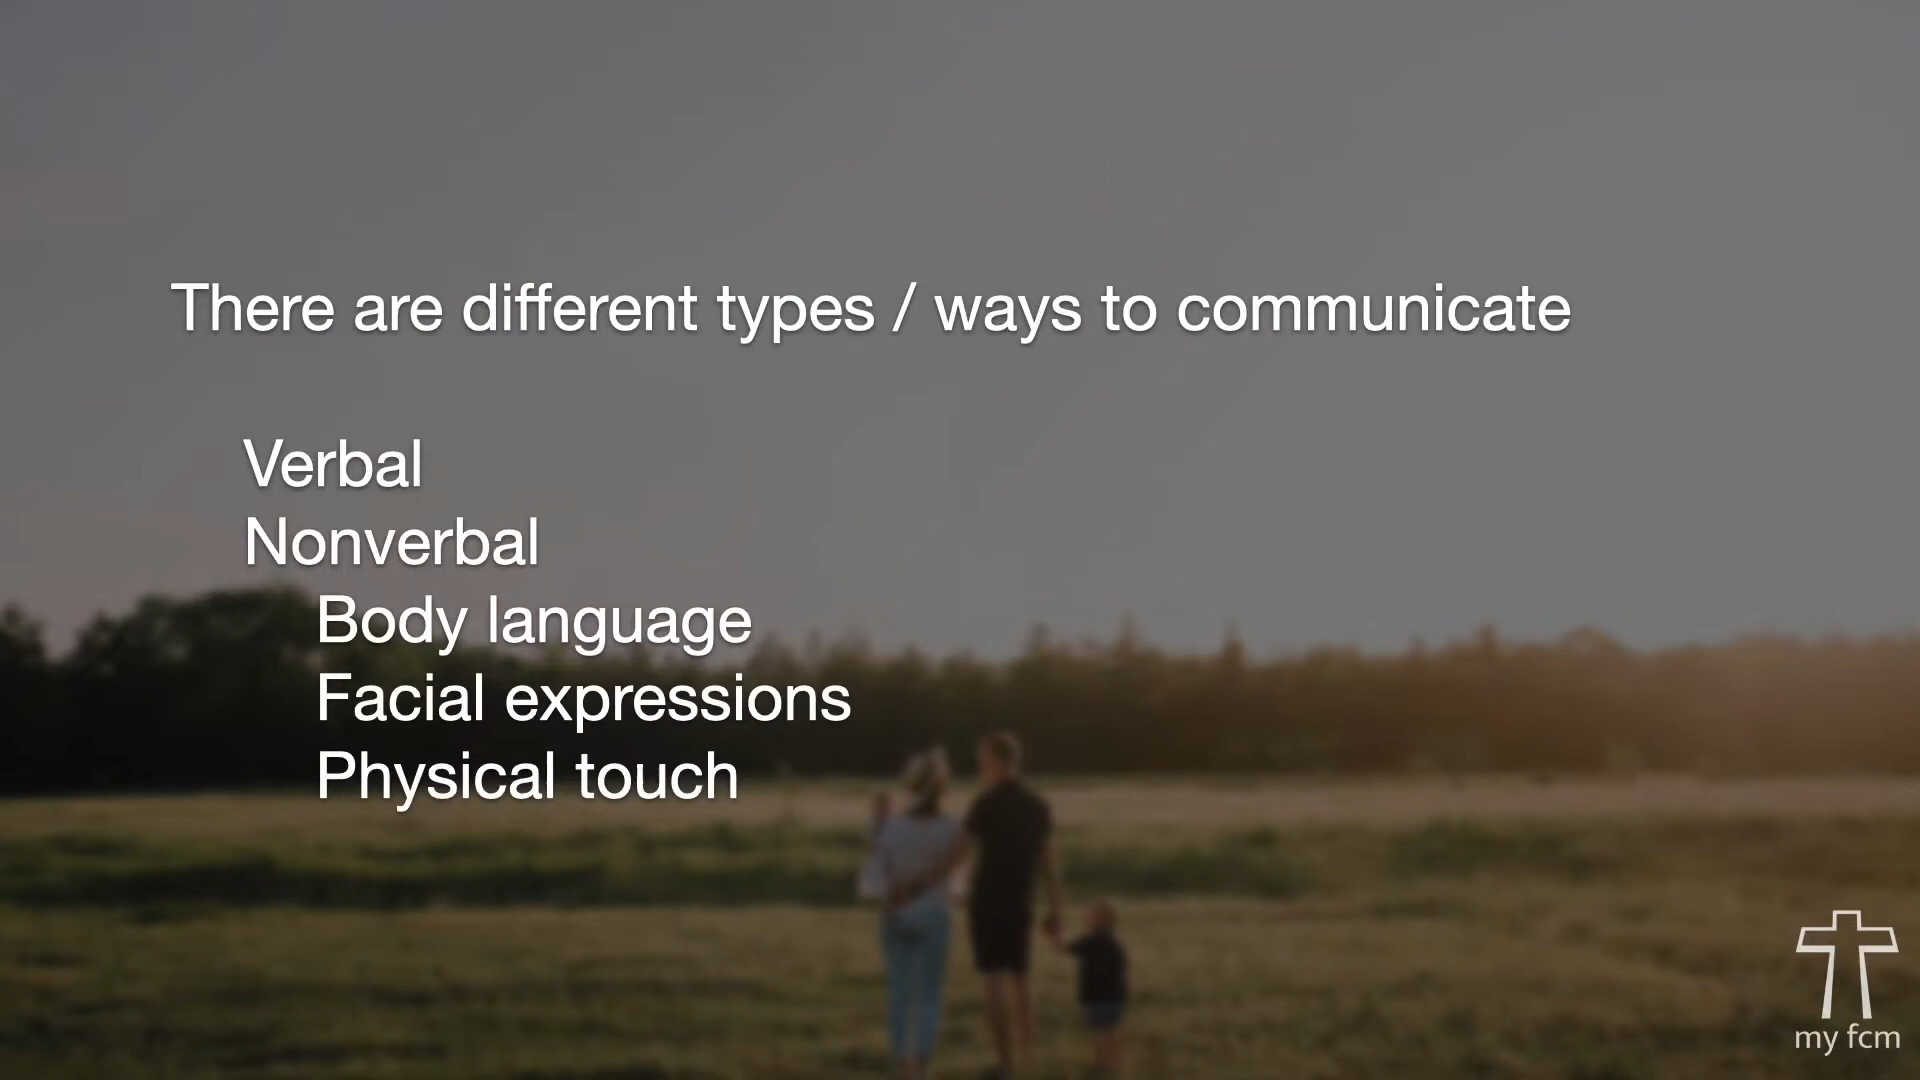 There are different types / ways to communicate
Verbal
Nonverbal
Body language
Facial expressions
Physical touch
my fcm